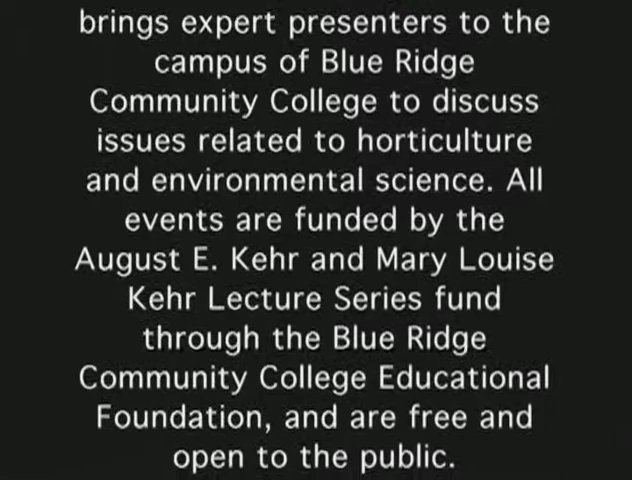 brings expert presenters to the
campus of Blue Ridge
Community College to discuss
issues related to horticulture
and environmental science. All
events are funded by the
August E. Kehr and Mary Louise
Kehr Lecture Series fund
through the Blue Ridge
Community College Educational
Foundation, and are free and
open to the public.